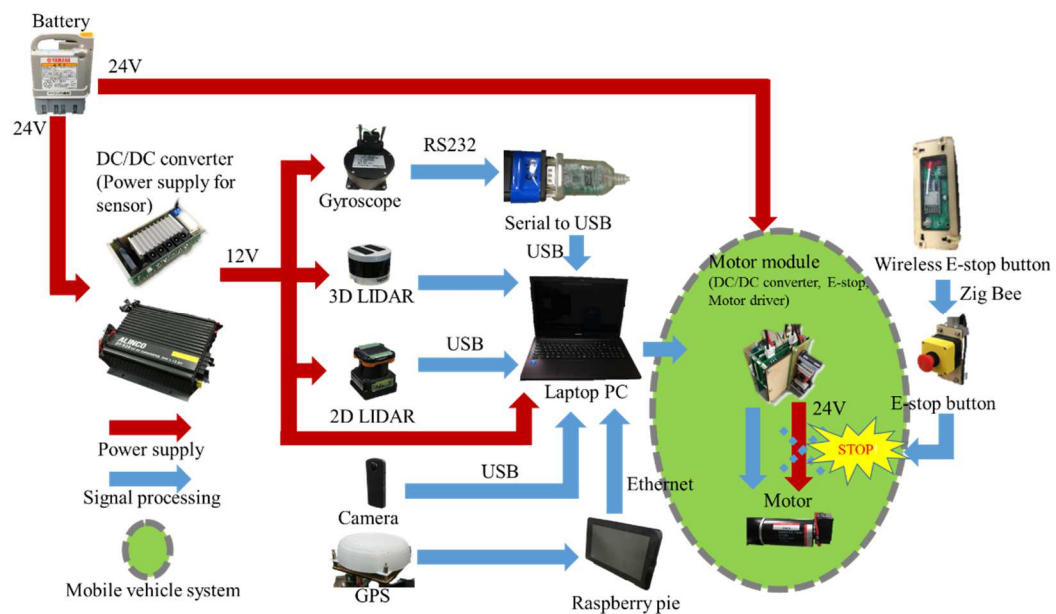 Battery
YAMAHA
24V
24V
DC/DC converter
(Power supply for
sensor)
12V
ALINCO
Gyroscope
RS232
Serial to USB
USB
3D LIDAR
USB
2D LIDAR
Laptop PC
Motor module
(DC/DC converter, E-stop,
Motor driver)
24V
STOP
Motor
Wireless E-stop button
Zig Bee
E-stop button
Camera
USB
Ethernet
GPS
Raspberry pie
Power supply
Signal processing
Mobile vehicle system